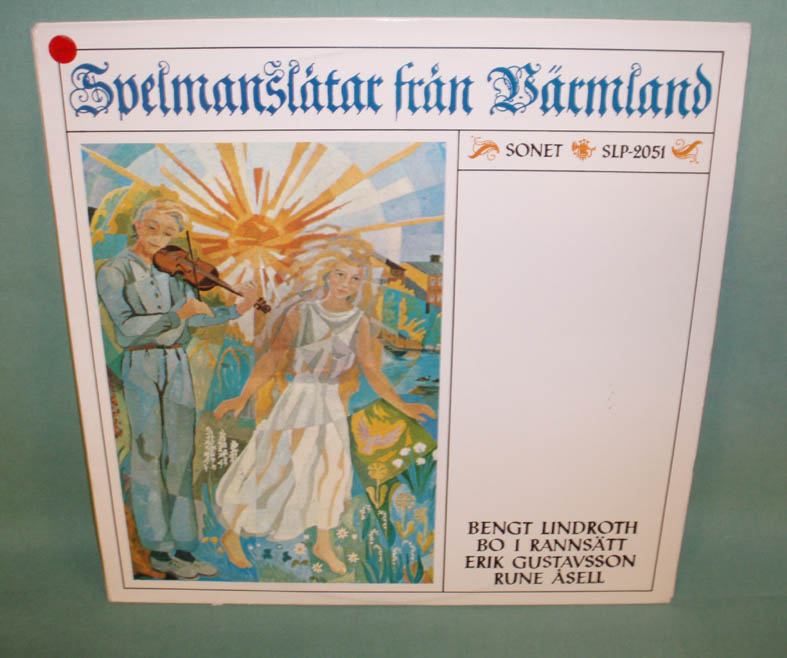 Spelmanslåtar från Värmland
SONET SLP-2051
BENGT LINDROTH
BO I RANNSÄTT
ERIK GUSTAVSSON
RUNE ÅSELL